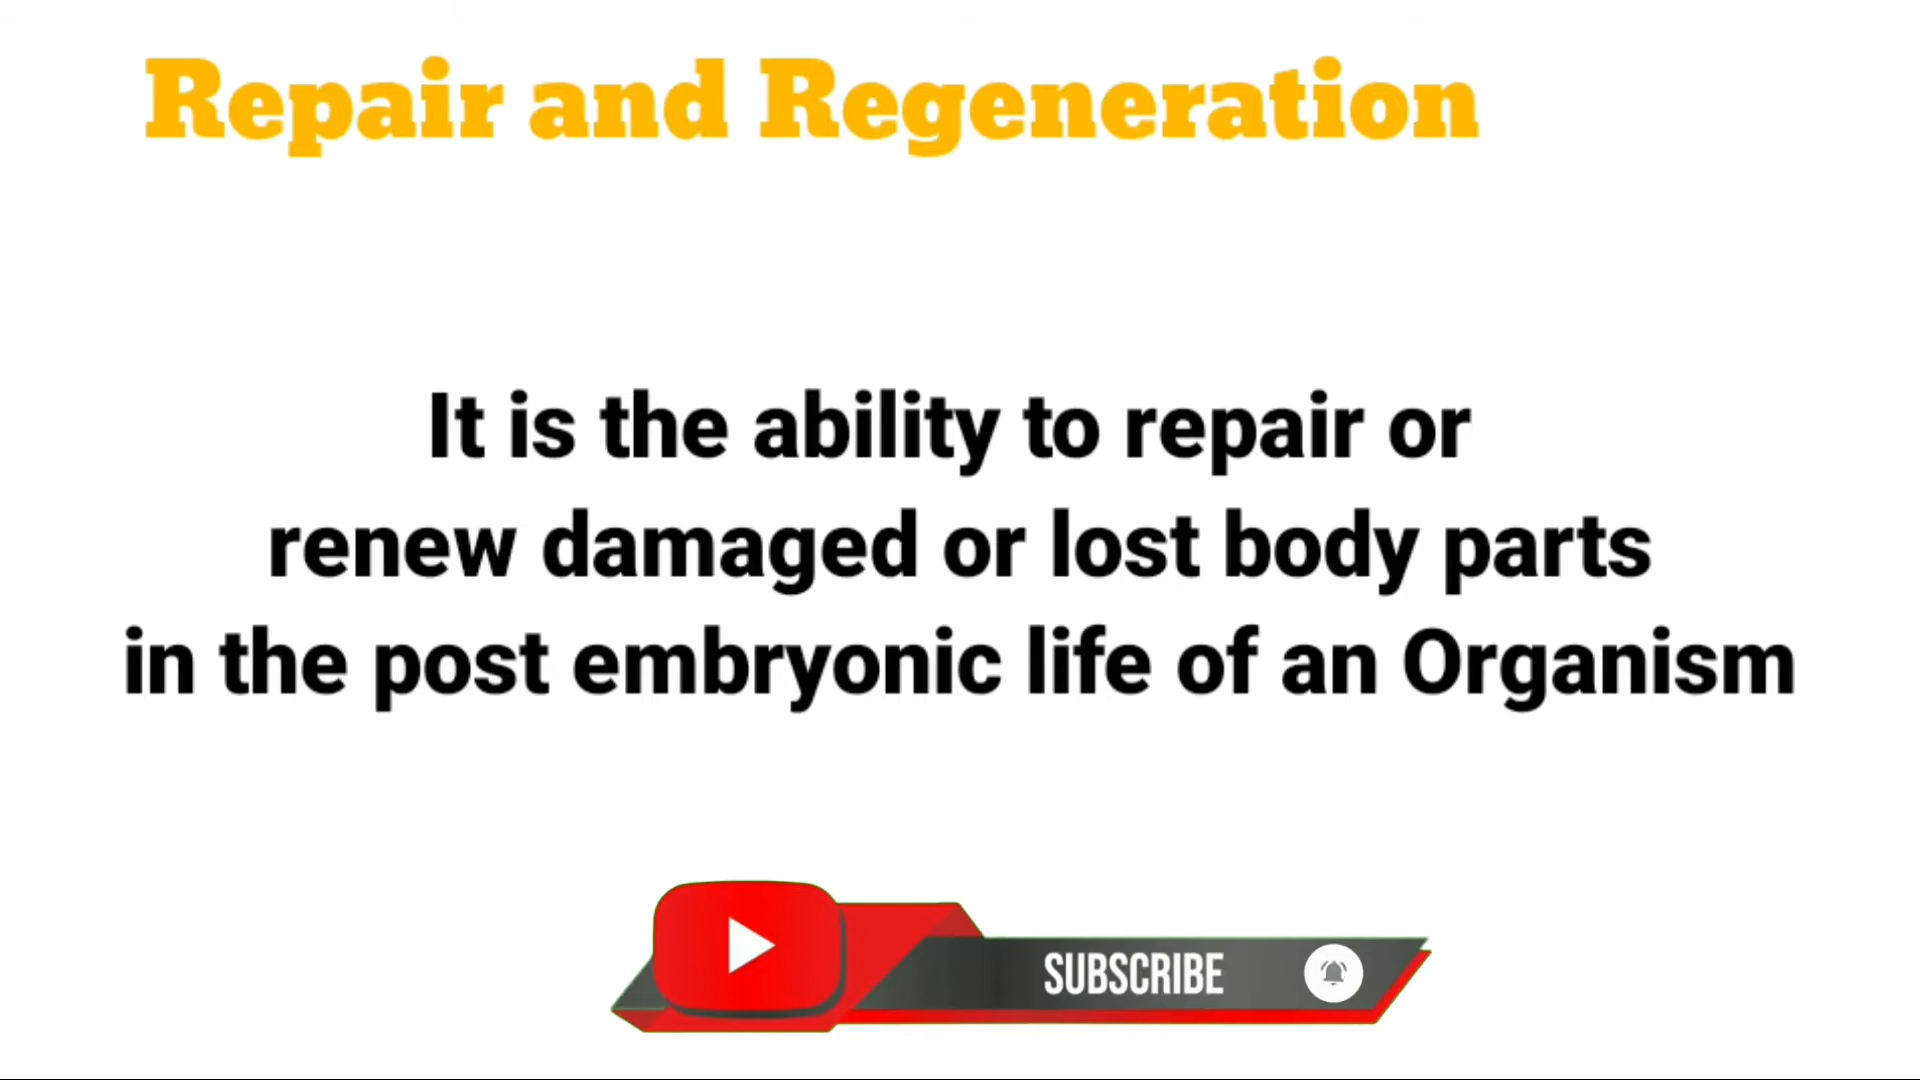 Repair and Regeneration
It is the ability to repair or
renew damaged or lost body parts
in the post embryonic life of an Organism
SUBSCRIBE